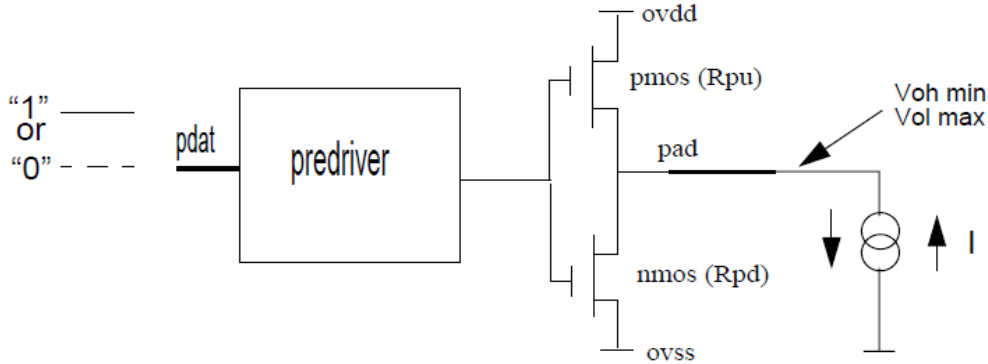 ovdd
pmos (Rpu)
“1”
or
“0”
pdat
predriver
pad
Voh min
Vol max
I
nmos (Rpd)
ovss